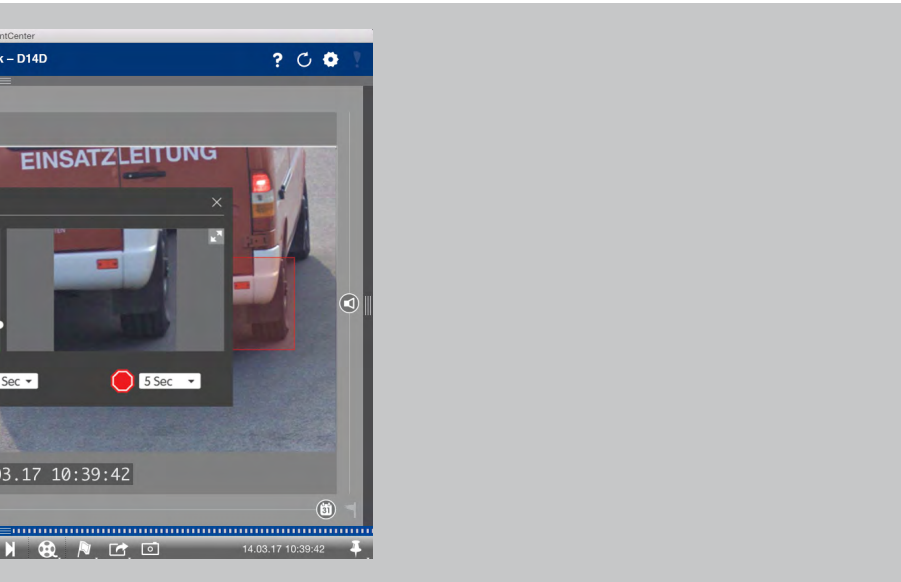 ntCenter
k – D14D
EINSATZLEITUNG
Sec
5 Sec
03.17 10:39:42
31
14.03.17 10:39:42